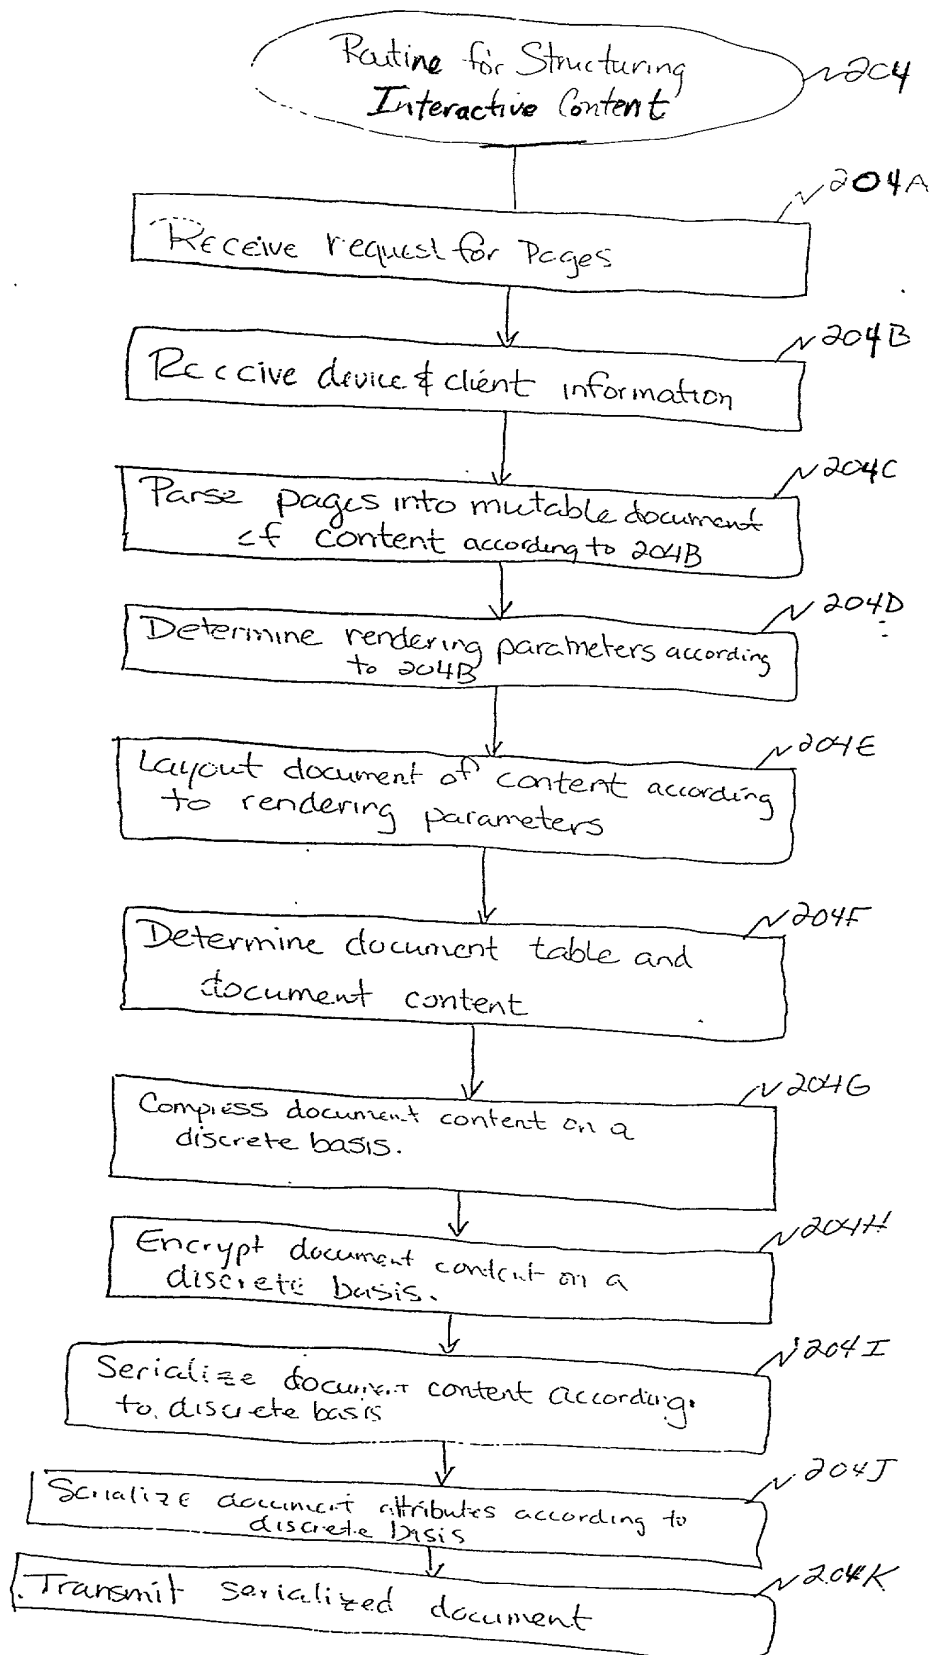 Routine for Structuring
Interactive Content
204
204A
Receive request for Pages
204B
Receive device & client information
204C
Parse pages into mutable document
of content according to 204B
204D
Determine rendering parameters according
to 204B
204E
Layout document of content according
to rendering parameters
204F
Determine document table and
document content
204G
Compress document content on a
discrete basis.
204H
Encrypt document content on a
discrete basis.
204I
Serialize document content according
to discrete basis
204J
Serialize document attributes according to
discrete basis
204K
Transmit serialized document